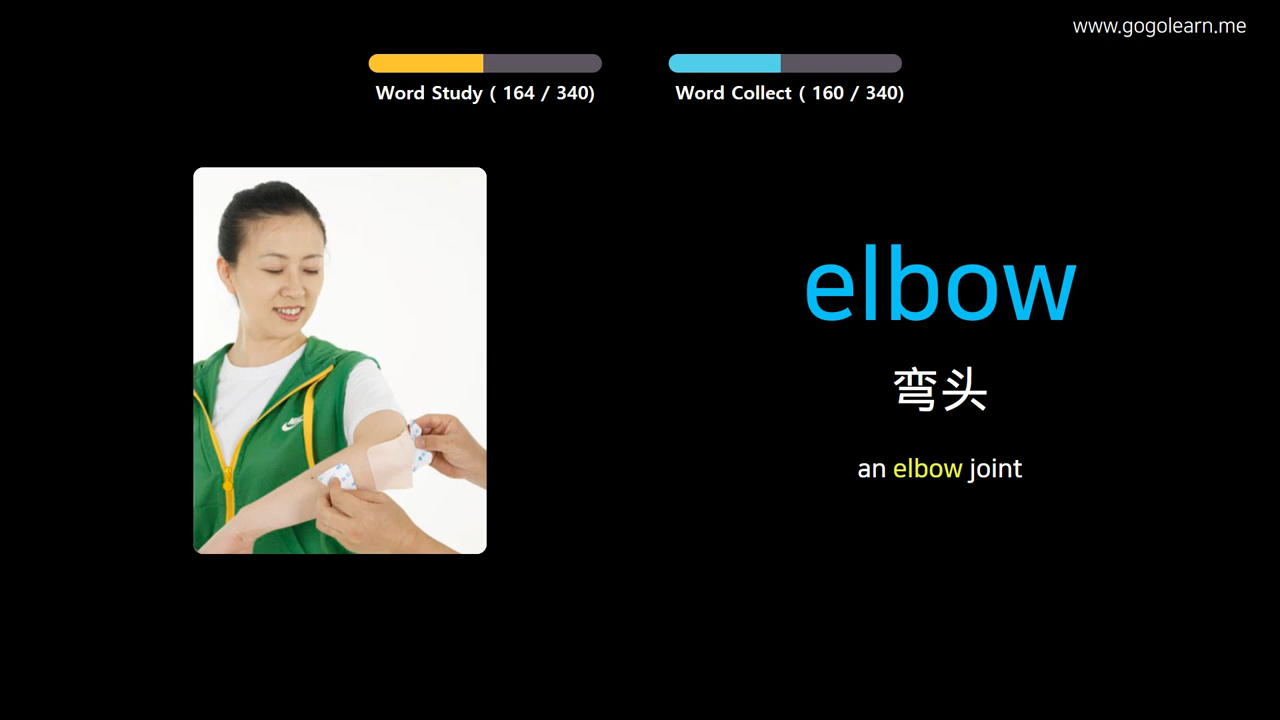 www.gogolearn.me
Word Study ( 164 / 340)
Word Collect ( 160 / 340)
elbow
弯头
an elbow joint